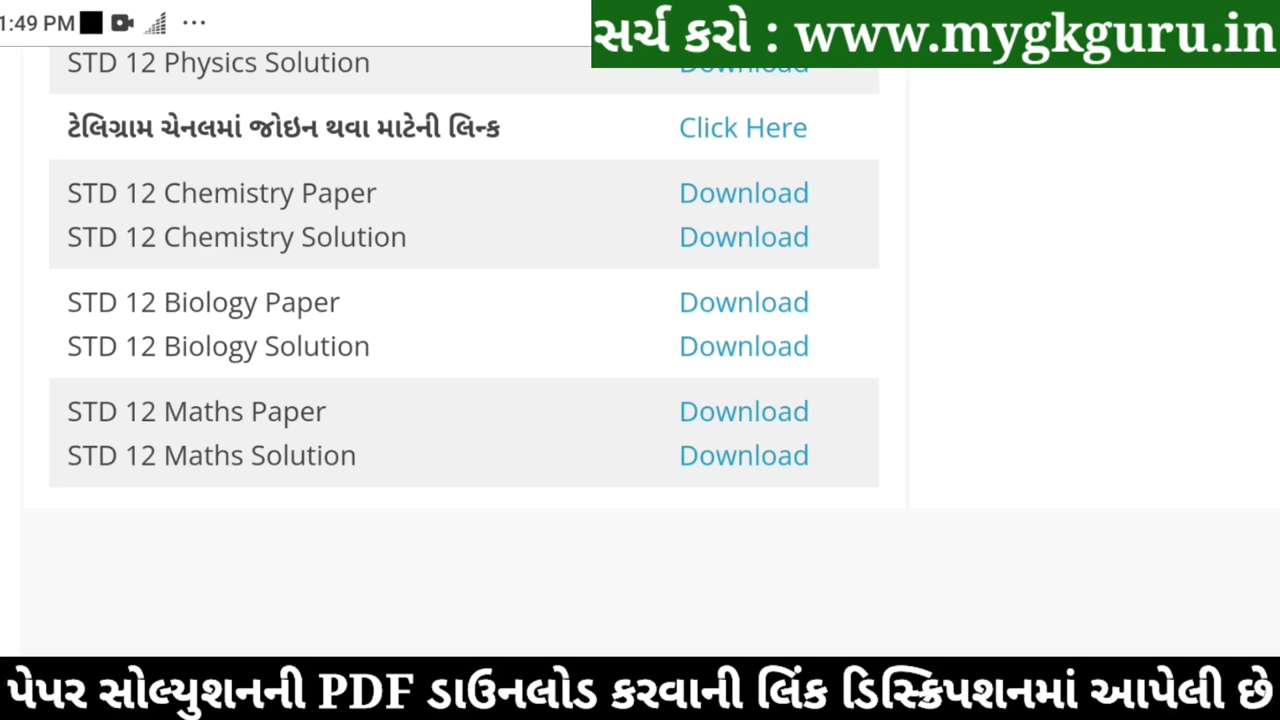 1:49 PM
સર્ચ કરો : www.mygkguru.in
STD 12 Physics Solution Download
ટેલિગ્રામ ચેનલમાં જોઇન થવા માટેની લિન્ક Click Here
STD 12 Chemistry Paper Download
STD 12 Chemistry Solution Download
STD 12 Biology Paper Download
STD 12 Biology Solution Download
STD 12 Maths Paper Download
STD 12 Maths Solution Download
પેપર સોલ્યુશનની PDF ડાઉનલોડ કરવાની લિંક ડિસ્ક્રિપશનમાં આપેલી છે